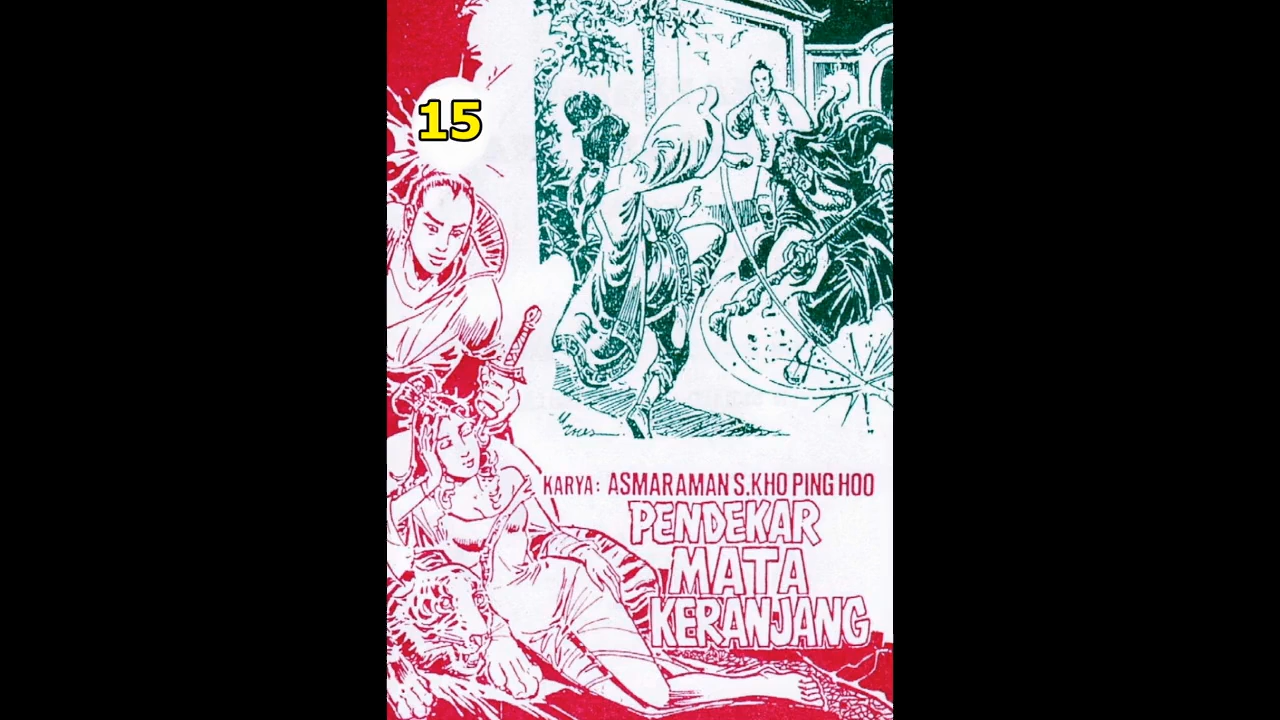 15
KARYA: ASMARAMAN S.KHO PING HOO
PENDEKAR
MATA
KERANJANG